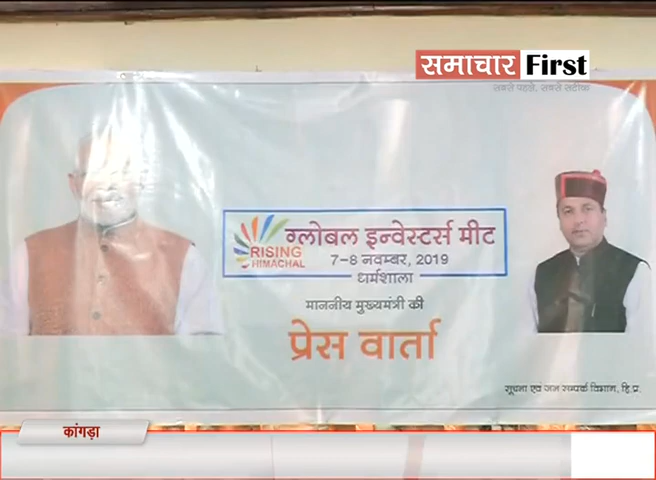 समाचार First
सबसे पहले, सबसे सटीक
ग्लोबल इन्वेस्टर्स मीट
RISING
HIMACHAL
7-8 नवम्बर, 2019
धर्मशाला
माननीय मुख्यमंत्री की
प्रेस वार्ता
सूचना एवं जन सम्पर्क विभाग, हि.प्र.
कांगड़ा